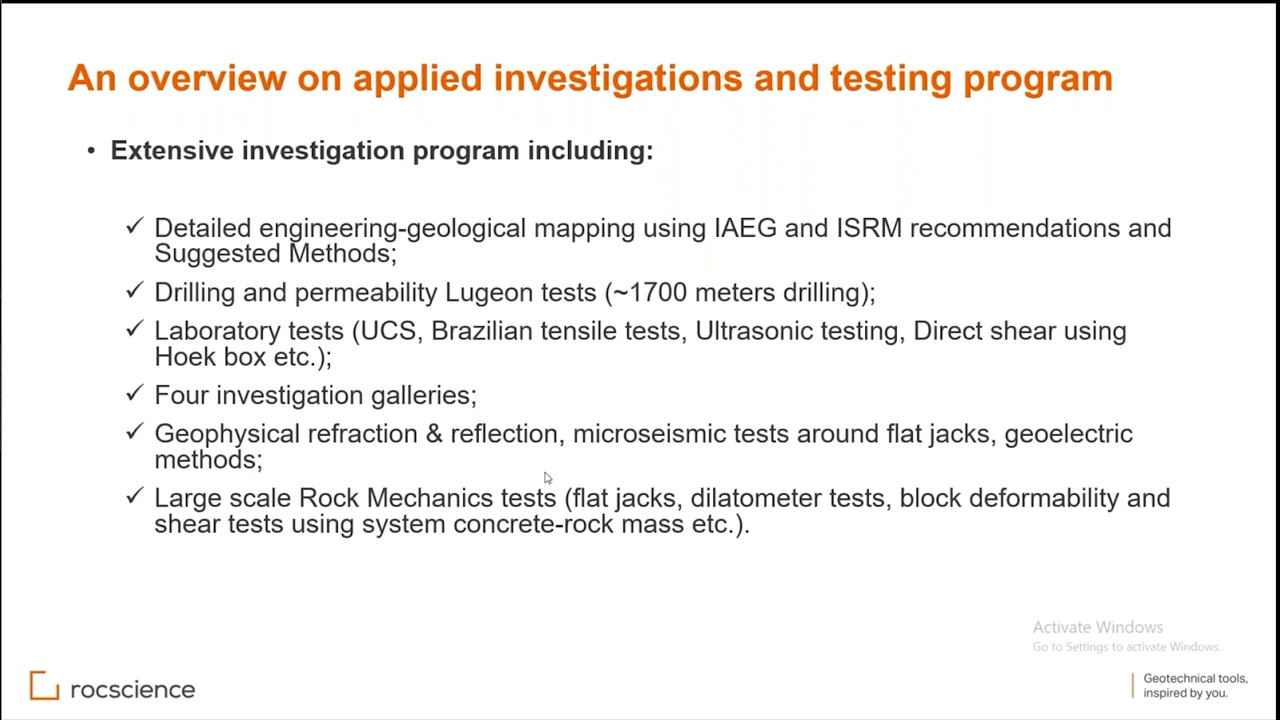 An overview on applied investigations and testing program
• Extensive investigation program including:
✓ Detailed engineering-geological mapping using IAEG and ISRM recommendations and
Suggested Methods;
✓ Drilling and permeability Lugeon tests (~1700 meters drilling);
✓ Laboratory tests (UCS, Brazilian tensile tests, Ultrasonic testing, Direct shear using
Hoek box etc.);
✓ Four investigation galleries;
✓ Geophysical refraction & reflection, microseismic tests around flat jacks, geoelectric
methods;
✓ Large scale Rock Mechanics tests (flat jacks, dilatometer tests, block deformability and
shear tests using system concrete-rock mass etc.).
Activate Windows
Go to Settings to activate Windows.
rocscience
Geotechnical tools,
inspired by you.